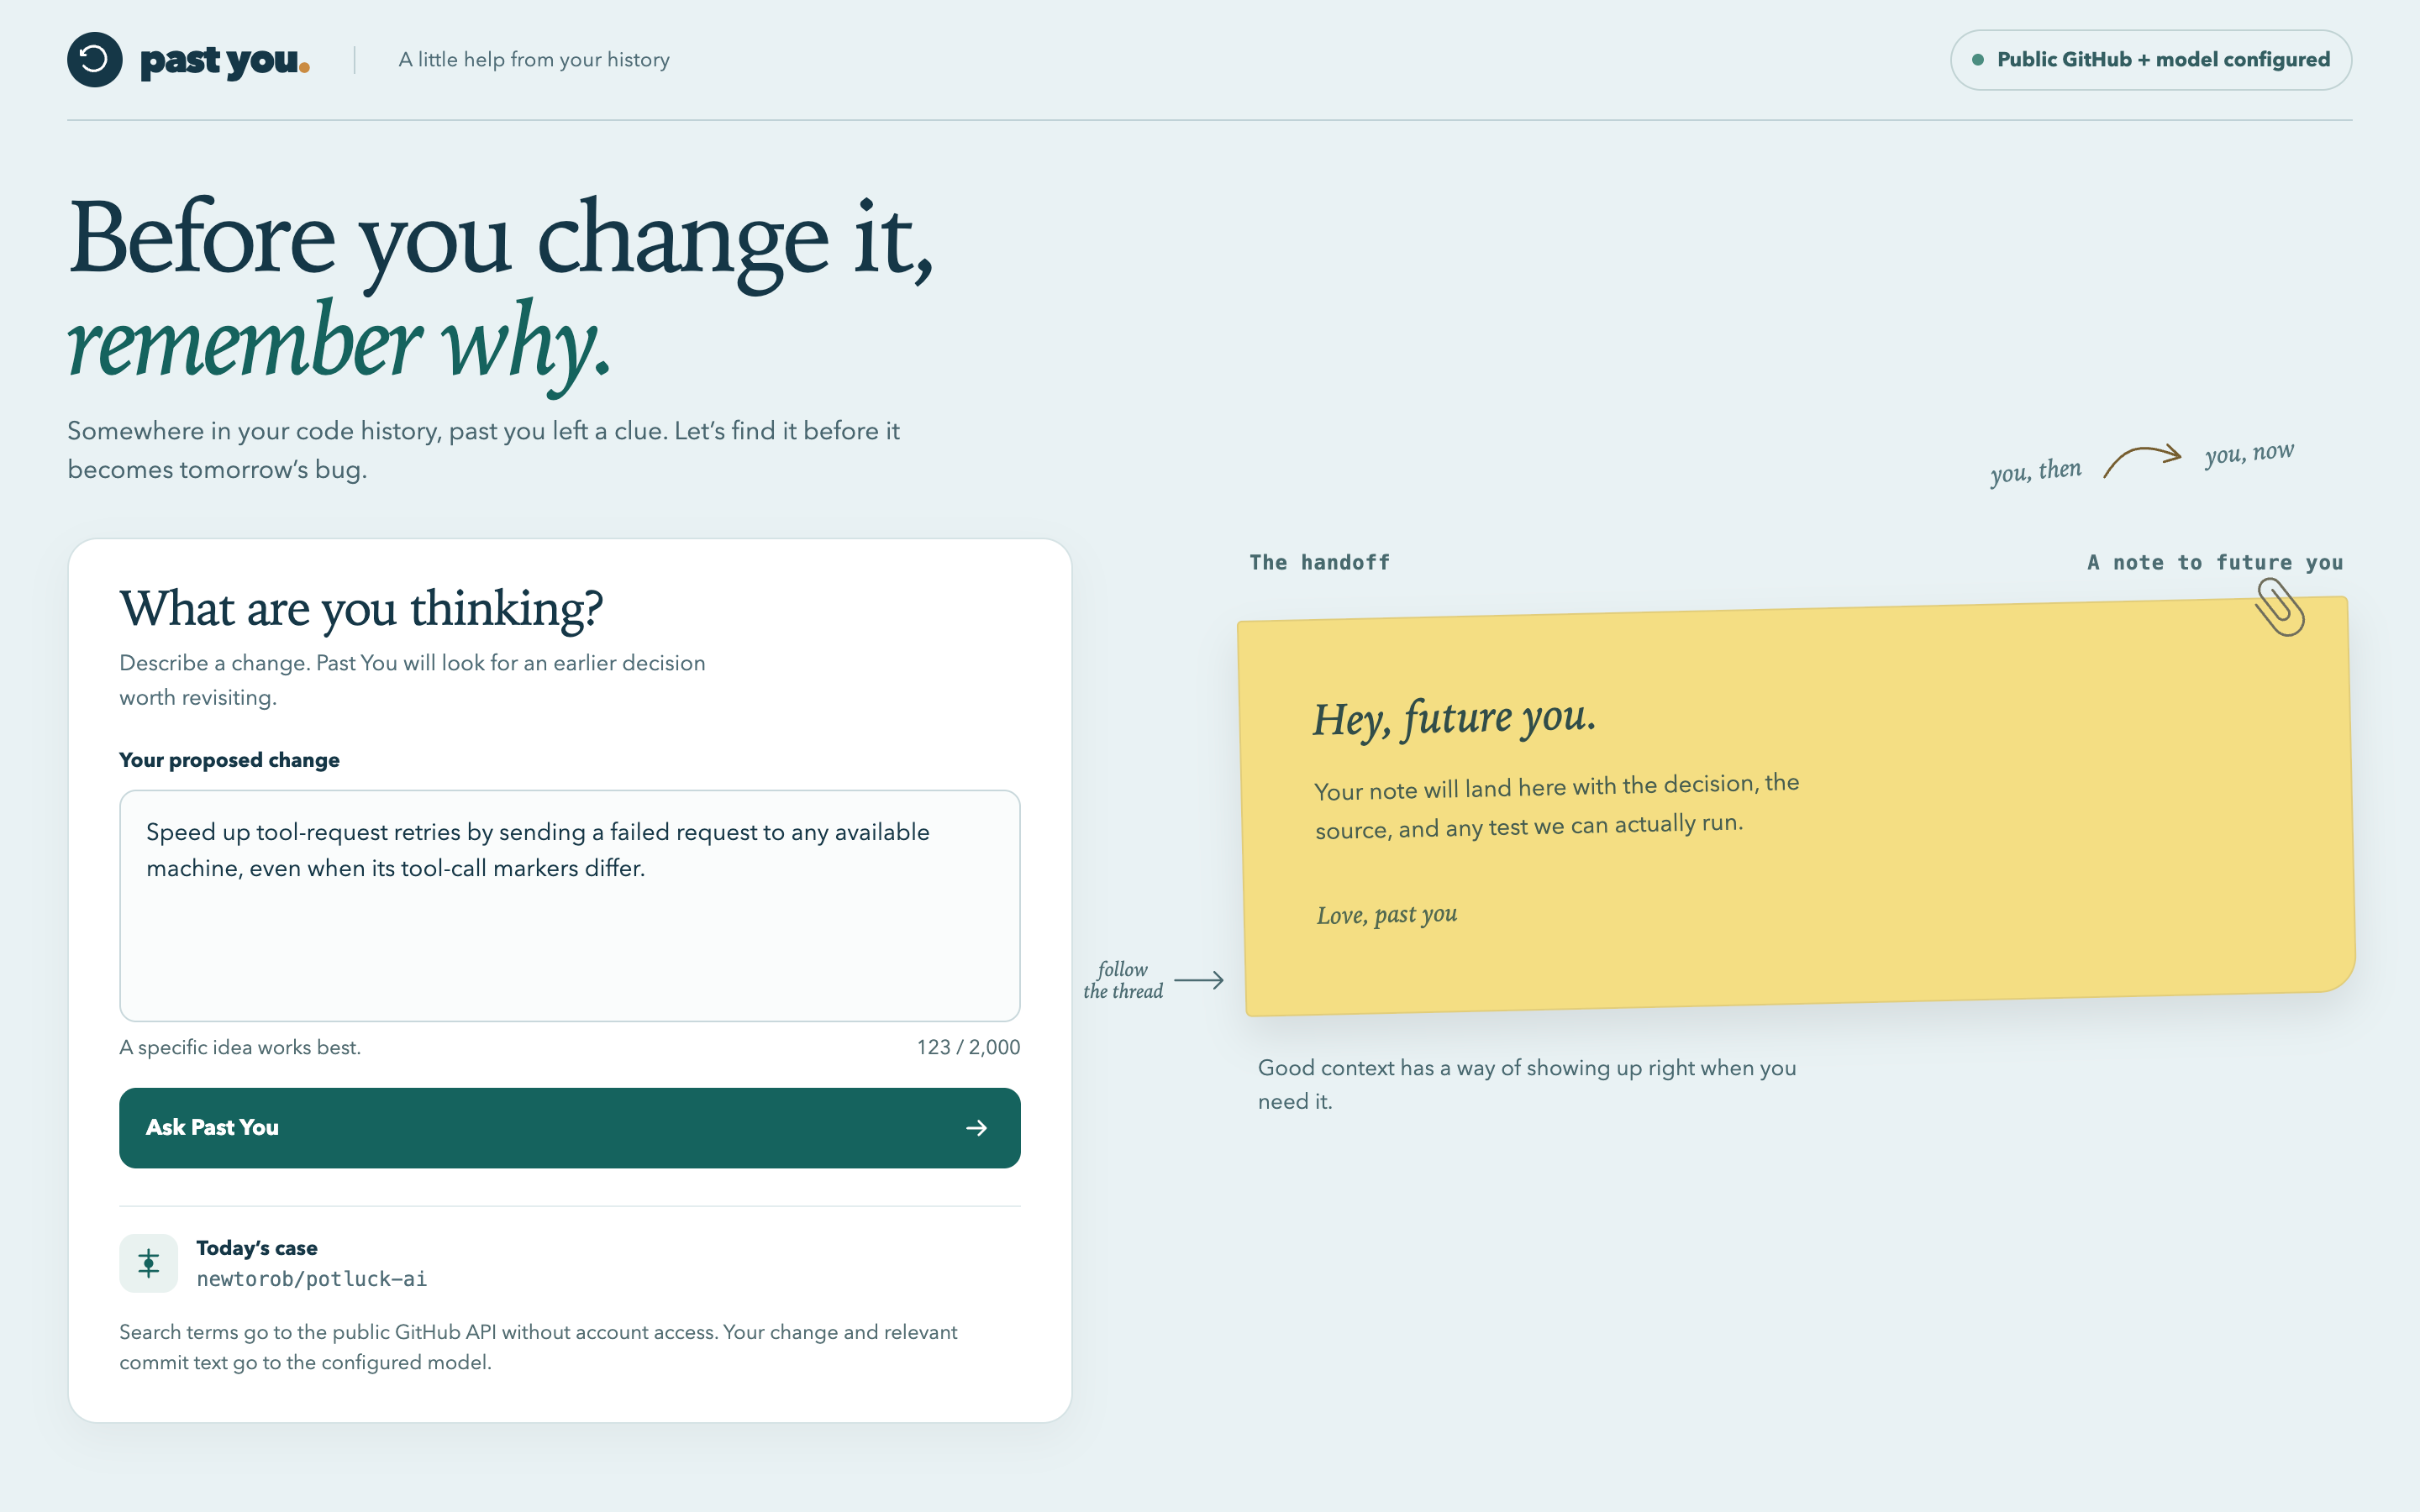 past you.
A little help from your history
Public GitHub + model configured
Before you change it,
remember why.
Somewhere in your code history, past you left a clue. Let’s find it before it
becomes tomorrow’s bug.
you, then
you, now
What are you thinking?
Describe a change. Past You will look for an earlier decision
worth revisiting.
Your proposed change
Speed up tool-request retries by sending a failed request to any available
machine, even when its tool-call markers differ.
A specific idea works best.
123 / 2,000
Ask Past You
Today’s case
newtorob/potluck-ai
Search terms go to the public GitHub API without account access. Your change and relevant
commit text go to the configured model.
follow
the thread
The handoff
A note to future you
Hey, future you.
Your note will land here with the decision, the
source, and any test we can actually run.
Love, past you
Good context has a way of showing up right when you
need it.